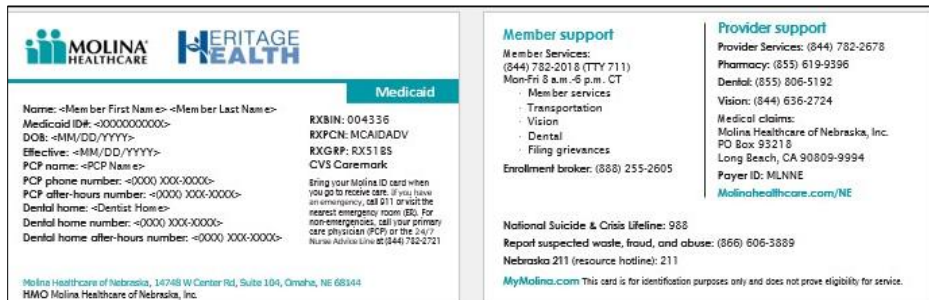 MOLINA
HEALTHCARE
HERITAGE
HEALTH
Medicaid
Name: <Member First Name> <Member Last Name>
Medicaid ID#: <XXXXXXXXXX>
DOB: <MM/DD/YYYY>
Effective: <MM/DD/YYYY>
PCP name: <PCP Name>
PCP phone number: <(XXX) XXX-XXXX>
PCP after-hours number: <(XXX) XXX-XXXX>
Dental home: <Dentist Home>
Dental home number: <(XXX) XXX-XXXX>
Dental home after-hours number: <(XXX) XXX-XXXX>
RXBIN: 004336
RXPCN: MCAIDADV
RXGRP: RX51BS
CVS Caremark
Bring your Molina ID card when
you go to receive care. If you have
an emergency, call 911 or visit the
nearest emergency room (ER). For
non-emergencies, call your primary
care physician (PCP) or the 24/7
Nurse Advice Line at (844) 782-2721
Molina Healthcare of Nebraska, 14748 W Center Rd, Suite 104, Omaha, NE 68144
HMO Molina Healthcare of Nebraska, Inc.
Member support
Member Services:
(844) 782-2018 (TTY 711)
Mon-Fri 8 a.m.-6 p.m. CT
· Member services
· Transportation
· Vision
· Dental
· Filing grievances
Enrollment broker: (888) 255-2605
Provider support
Provider Services: (844) 782-2678
Pharmacy: (855) 619-9396
Dental: (855) 806-5192
Vision: (844) 636-2724
Medical claims:
Molina Healthcare of Nebraska, Inc.
PO Box 93218
Long Beach, CA 90809-9994
Payer ID: MLNNE
Molinahealthcare.com/NE
National Suicide & Crisis Lifeline: 988
Report suspected waste, fraud, and abuse: (866) 606-3889
Nebraska 211 (resource hotline): 211
MyMolina.com This card is for identification purposes only and does not prove eligibility for service.